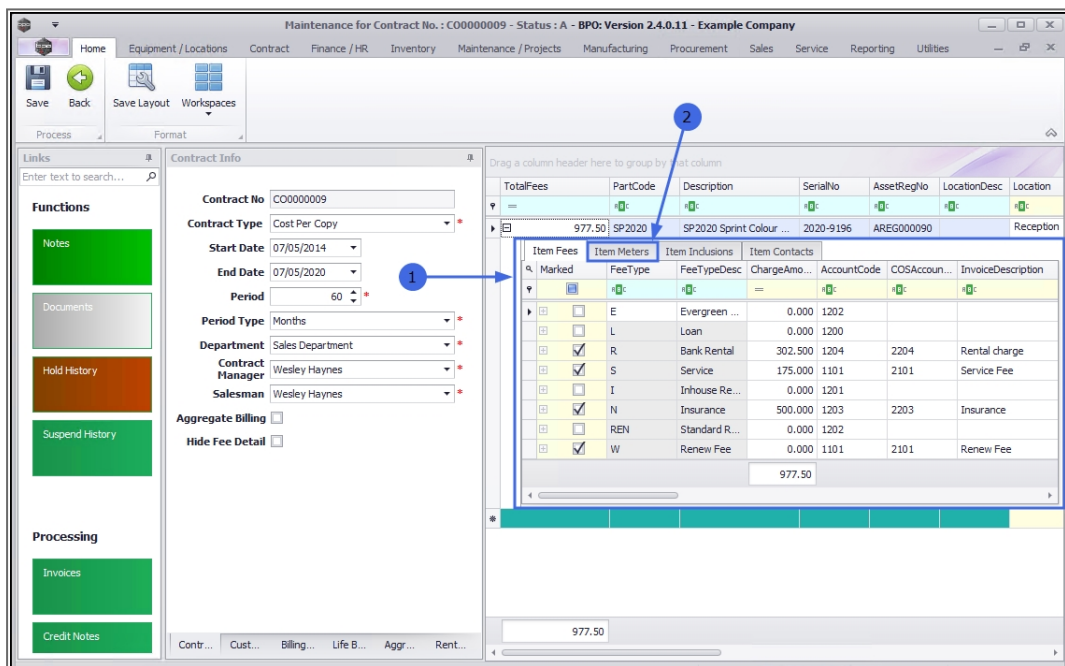 Maintenance for Contract No. : CO0000009 - Status : A - BPO: Version 2.4.0.11 - Example Company
Home Equipment / Locations Contract Finance / HR Inventory Maintenance / Projects Manufacturing Procurement Sales Service Reporting Utilities
Save Back Save Layout Workspaces
Process Format
2
Links
Enter text to search...
Functions
Notes
Documents
Hold History
Suspend History
Processing
Invoices
Credit Notes
Contract Info
Contract No CO0000009
Contract Type Cost Per Copy *
Start Date 07/05/2014
End Date 07/05/2020
Period 60 *
Period Type Months *
Department Sales Department *
Contract Manager Wesley Haynes *
Salesman Wesley Haynes *
Aggregate Billing
Hide Fee Detail
Contr... Cust... Billing... Life B... Aggr... Rent...
1
Drag a column header here to group by that column
TotalFees PartCode Description SerialNo AssetRegNo LocationDesc Location
=
977.50 SP2020 SP2020 Sprint Colour ... 2020-9196 AREG000090 Reception
Item Fees Item Meters Item Inclusions Item Contacts
Marked FeeType FeeTypeDesc ChargeAmo... AccountCode COSAccoun... InvoiceDescription
=
E Evergreen ... 0.000 1202
L Loan 0.000 1200
R Bank Rental 302.500 1204 2204 Rental charge
S Service 175.000 1101 2101 Service Fee
I Inhouse Re... 0.000 1201
N Insurance 500.000 1203 2203 Insurance
REN Standard R... 0.000 1202
W Renew Fee 0.000 1101 2101 Renew Fee
977.50
977.50